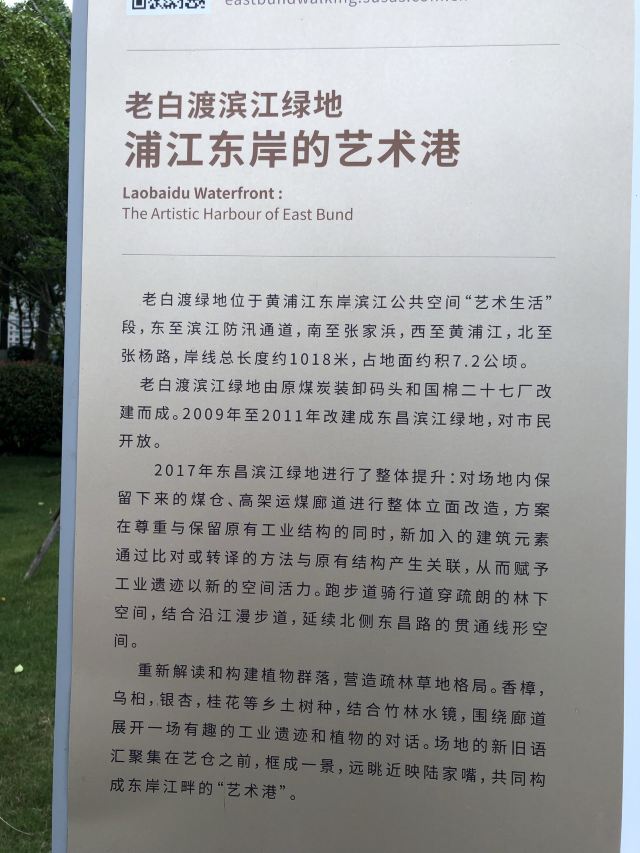 eastbundwalking.susas.com.cn
老白渡滨江绿地
浦江东岸的艺术港
Laobaidu Waterfront :
The Artistic Harbour of East Bund
老白渡绿地位于黄浦江东岸滨江公共空间“艺术生活”
段，东至滨江防汛通道，南至张家浜，西至黄浦江，北至
张杨路，岸线总长度约1018米，占地面约积7.2公顷。
老白渡滨江绿地由原煤炭装卸码头和国棉二十七厂改
建而成。2009年至2011年改建成东昌滨江绿地，对市民
开放。
2017年东昌滨江绿地进行了整体提升：对场地内保
留下来的煤仓、高架运煤廊道进行整体立面改造，方案
在尊重与保留原有工业结构的同时，新加入的建筑元素
通过比对或转译的方法与原有结构产生关联，从而赋予
工业遗迹以新的空间活力。跑步道骑行道穿疏朗的林下
空间，结合沿江漫步道，延续北侧东昌路的贯通线形空
间。
重新解读和构建植物群落，营造疏林草地格局。香樟，
乌桕，银杏，桂花等乡土树种，结合竹林水镜，围绕廊道
展开一场有趣的工业遗迹和植物的对话。场地的新旧语
汇聚集在艺仓之前，框成一景，远眺近映陆家嘴，共同构
成东岸江畔的“艺术港”。